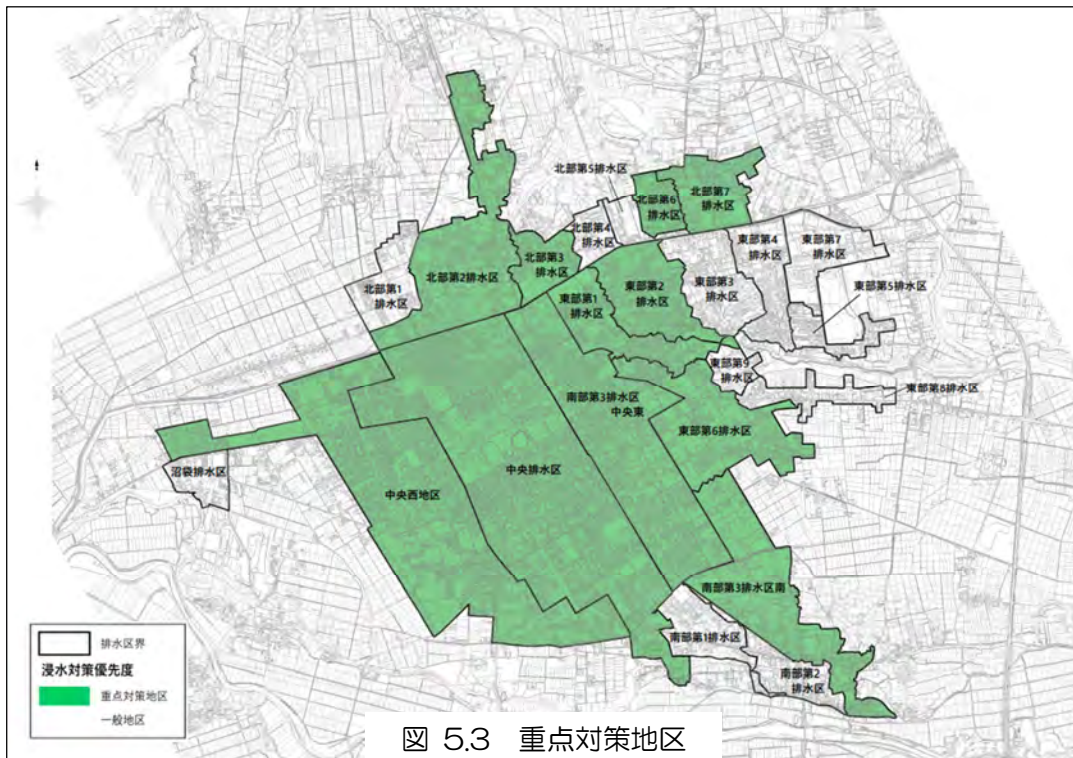 北部第5排水区
北部第6
排水区
北部第7
排水区
北部第4
排水区
東部第4
排水区
東部第7
排水区
北部第3
排水区
東部第3
排水区
北部第2排水区
東部第2
排水区
北部第1
排水区
東部第1
排水区
東部第5排水区
東部第9
排水区
東部第8排水区
南部第3排水区
中央東
東部第6排水区
沼袋排水区
中央排水区
中央西地区
南部第3排水区南
南部第1排水区
南部第2
排水区
排水区界
浸水対策優先度
重点対策地区
一般地区
図 5.3 重点対策地区